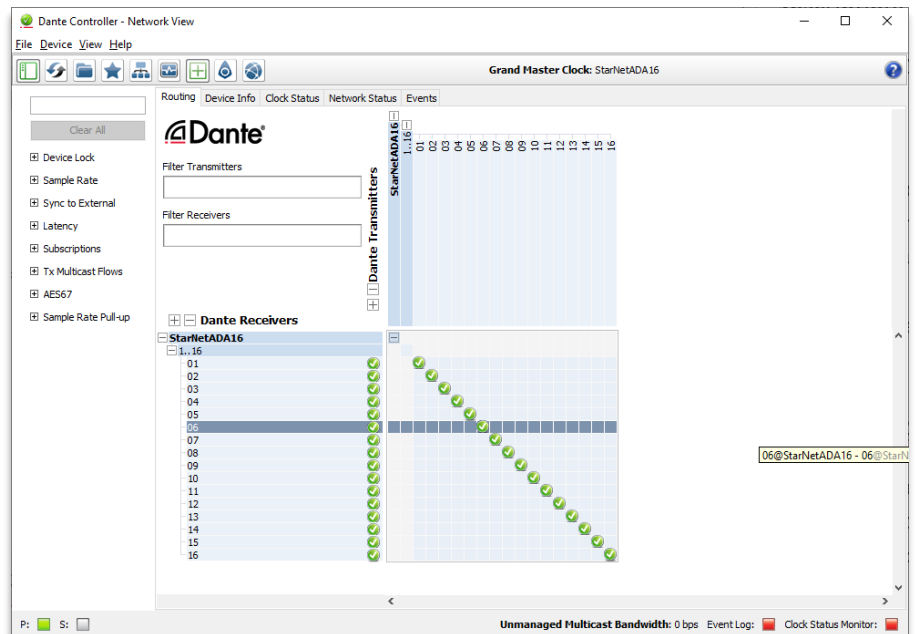 Dante Controller - Network View
File Device View Help
Grand Master Clock: StarNetADA16
Routing Device Info Clock Status Network Status Events
Clear All
Device Lock
Sample Rate
Sync to External
Latency
Subscriptions
Tx Multicast Flows
AES67
Sample Rate Pull-up
Dante
Filter Transmitters
Filter Receivers
Dante Transmitters
StarNetADA16
1..16
01 02 03 04 05 06 07 08 09 10 11 12 13 14 15 16
Dante Receivers
StarNetADA16
1..16
01
02
03
04
05
06
07
08
09
10
11
12
13
14
15
16
06@StarNetADA16 - 06@StarN
P: S:
Unmanaged Multicast Bandwidth: 0 bps Event Log: Clock Status Monitor: